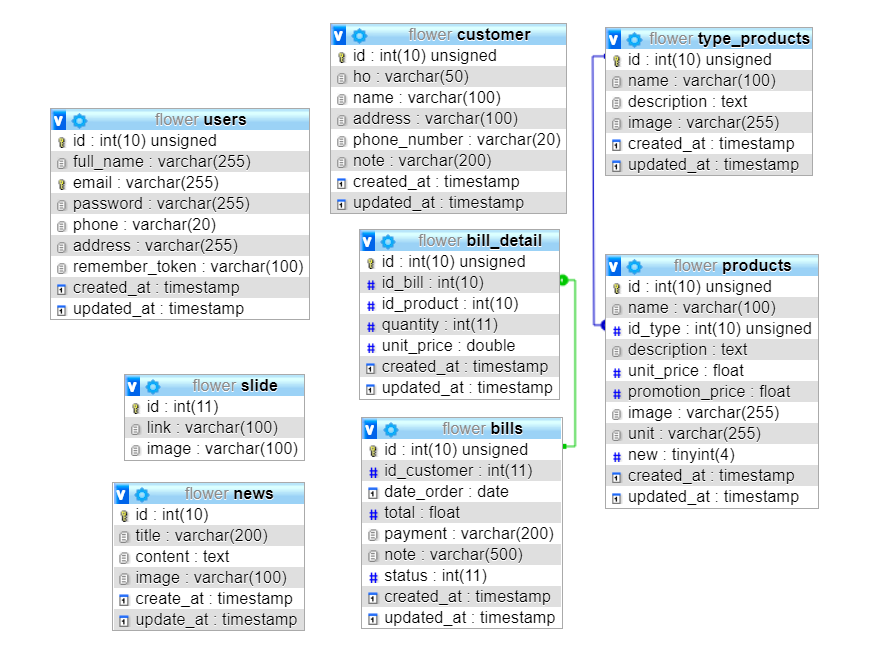 flower customer
id : int(10) unsigned
ho : varchar(50)
name : varchar(100)
address : varchar(100)
phone_number : varchar(20)
note : varchar(200)
created_at : timestamp
updated_at : timestamp
flower type_products
id : int(10) unsigned
name : varchar(100)
description : text
image : varchar(255)
created_at : timestamp
updated_at : timestamp
flower users
id : int(10) unsigned
full_name : varchar(255)
email : varchar(255)
password : varchar(255)
phone : varchar(20)
address : varchar(255)
remember_token : varchar(100)
created_at : timestamp
updated_at : timestamp
flower bill_detail
id : int(10) unsigned
id_bill : int(10)
id_product : int(10)
quantity : int(11)
unit_price : double
created_at : timestamp
updated_at : timestamp
flower products
id : int(10) unsigned
name : varchar(100)
id_type : int(10) unsigned
description : text
unit_price : float
promotion_price : float
image : varchar(255)
unit : varchar(255)
new : tinyint(4)
created_at : timestamp
updated_at : timestamp
flower slide
id : int(11)
link : varchar(100)
image : varchar(100)
flower bills
id : int(10) unsigned
id_customer : int(11)
date_order : date
total : float
payment : varchar(200)
note : varchar(500)
status : int(11)
created_at : timestamp
updated_at : timestamp
flower news
id : int(10)
title : varchar(200)
content : text
image : varchar(100)
create_at : timestamp
update_at : timestamp